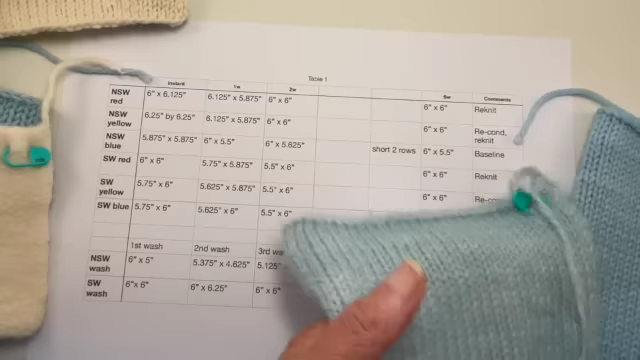 Table 1
InsterK 1w 2w 6w Comments
NSW red 6" x 6.125" 6.125" x 5.875" 6" x 6" 6" x 6" Reknit
NSW yellow 6.25" by 6.25" 6.125" x 5.875" 6" x 6" 6" x 6" Re-cond, reknit
NSW blue 5.875" x 5.875" 6" x 5.5" 6" x 5.625" short 2 rows 6" x 5.5" Baseline
SW red 6" x 6" 5.75" x 5.875" 5.5" x 6" 6" x 6" Reknit
SW yellow 5.75" x 6" 5.625" x 5.875" 5.5" x 6" 6" x 6"
SW blue 5.75" x 6" 5.625" x 6" 5.5" x 6"
1st wash 2nd wash 3rd
NSW wash 6" x 5" 5.375" x 4.625" 5.125"
SW wash 6"x 6" 6" x 6.25" 6" x 6"